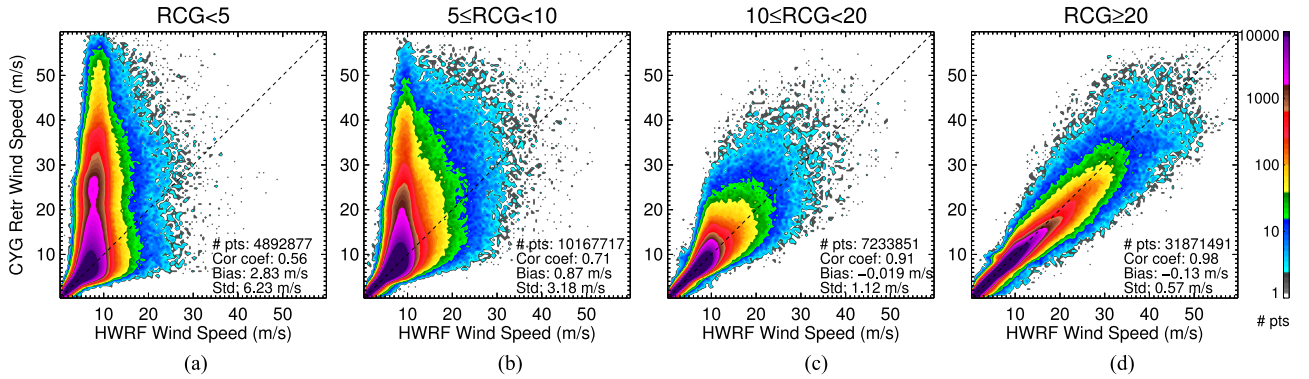 RCG<5
5≤RCG<10
10≤RCG<20
RCG≥20
CYG Retr Wind Speed (m/s)
50
40
30
20
10
# pts: 4892877
Cor coef: 0.56
Bias: 2.83 m/s
Std: 6.23 m/s
10 20 30 40 50
HWRF Wind Speed (m/s)
(a)
50
40
30
20
10
# pts: 10167717
Cor coef: 0.71
Bias: 0.87 m/s
Std: 3.18 m/s
10 20 30 40 50
HWRF Wind Speed (m/s)
(b)
50
40
30
20
10
# pts: 7233851
Cor coef: 0.91
Bias: −0.019 m/s
Std: 1.12 m/s
10 20 30 40 50
HWRF Wind Speed (m/s)
(c)
50
40
30
20
10
# pts: 31871491
Cor coef: 0.98
Bias: −0.13 m/s
Std: 0.57 m/s
10 20 30 40 50
HWRF Wind Speed (m/s)
(d)
10000
1000
100
10
1
# pts